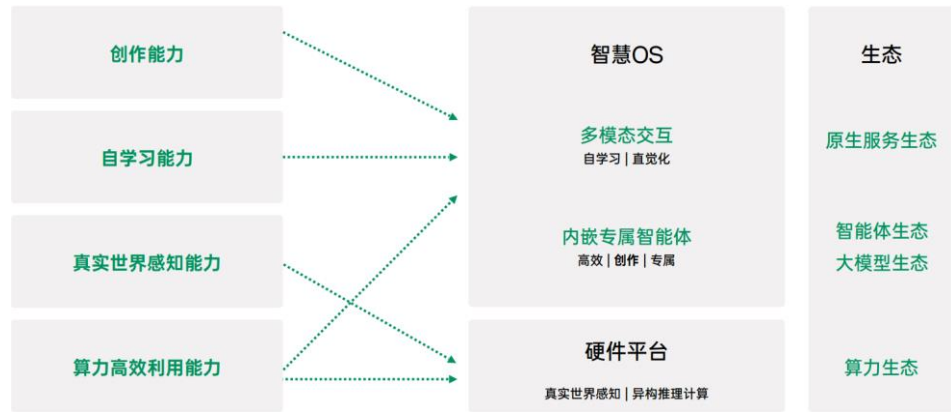 创作能力
自学习能力
真实世界感知能力
算力高效利用能力
智慧OS
多模态交互
自学习 | 直觉化
内嵌专属智能体
高效 | 创作 | 专属
硬件平台
真实世界感知 | 异构推理计算
生态
原生服务生态
智能体生态
大模型生态
算力生态